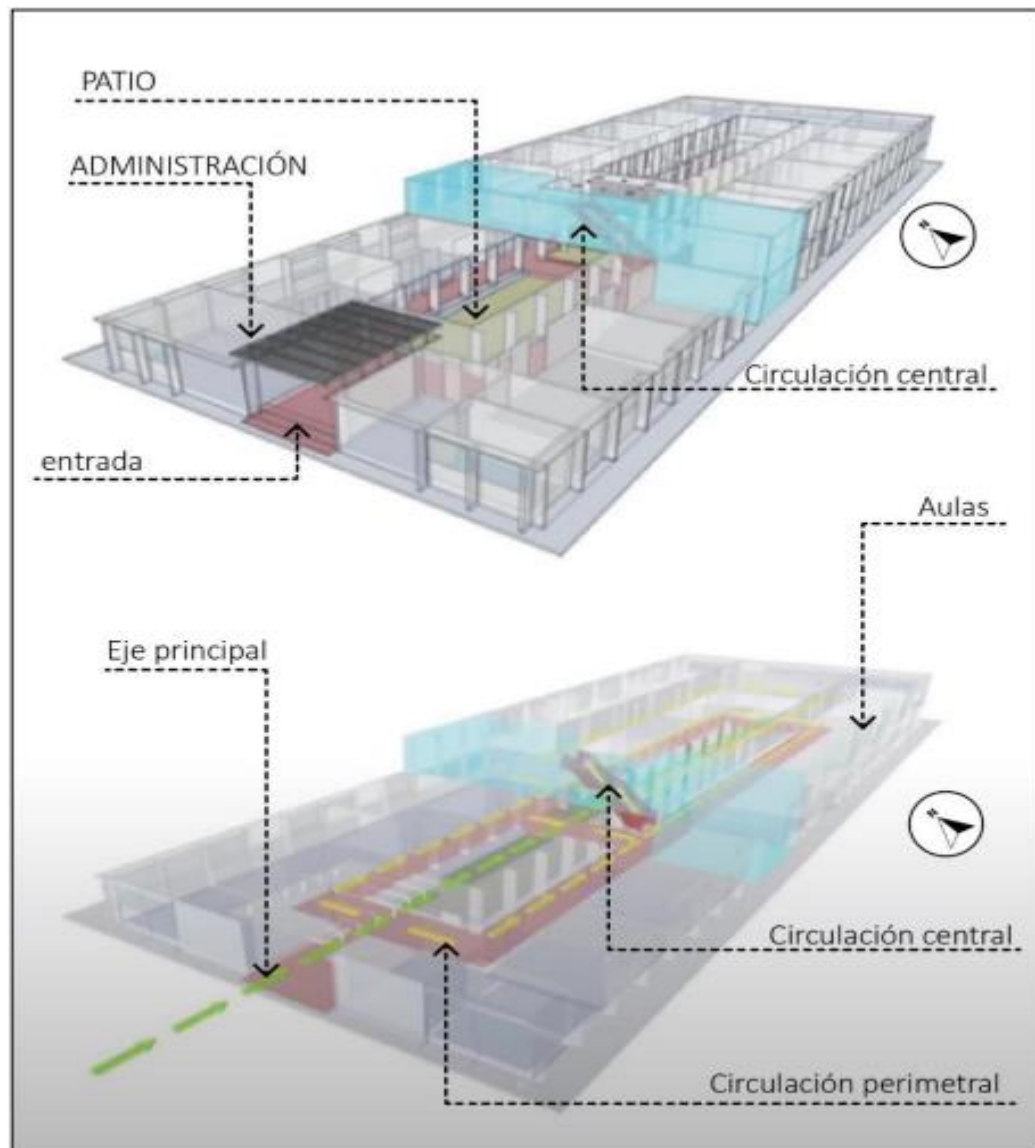 PATIO
ADMINISTRACIÓN
N
Circulación central
entrada
Aulas
Eje principal
N
Circulación central
Circulación perimetral